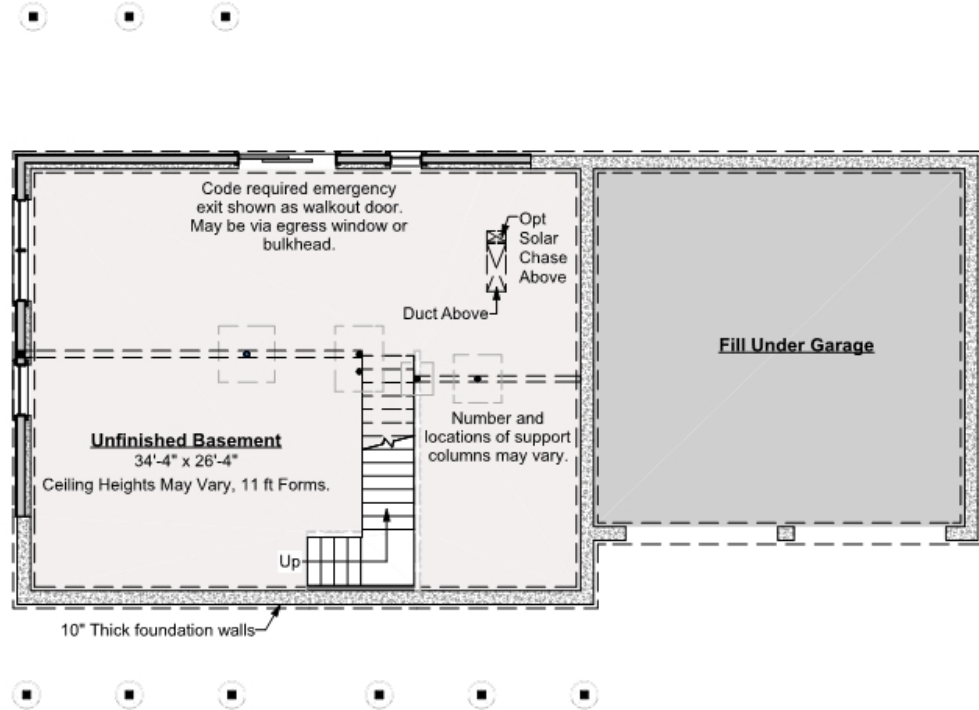 Code required emergency
exit shown as walkout door.
May be via egress window or
bulkhead.
Opt
Solar
Chase
Above
Duct Above
Fill Under Garage
Unfinished Basement
34'-4" x 26'-4"
Ceiling Heights May Vary, 11 ft Forms.
Number and
locations of support
columns may vary.
Up
10" Thick foundation walls